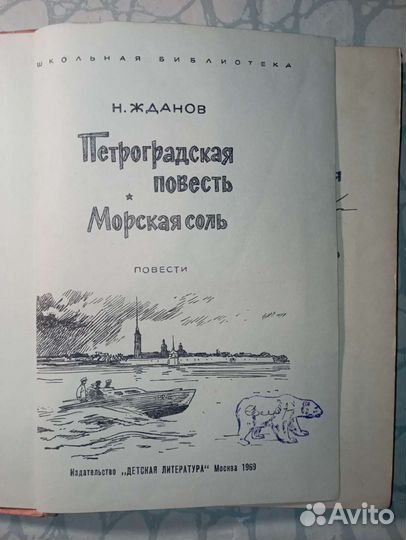 ШКОЛЬНАЯ БИБЛИОТЕКА
Н. ЖДАНОВ
Петроградская
повесть
*
Морская соль
ПОВЕСТИ
Издательство „ДЕТСКАЯ ЛИТЕРАТУРА“ Москва 1969
Avito